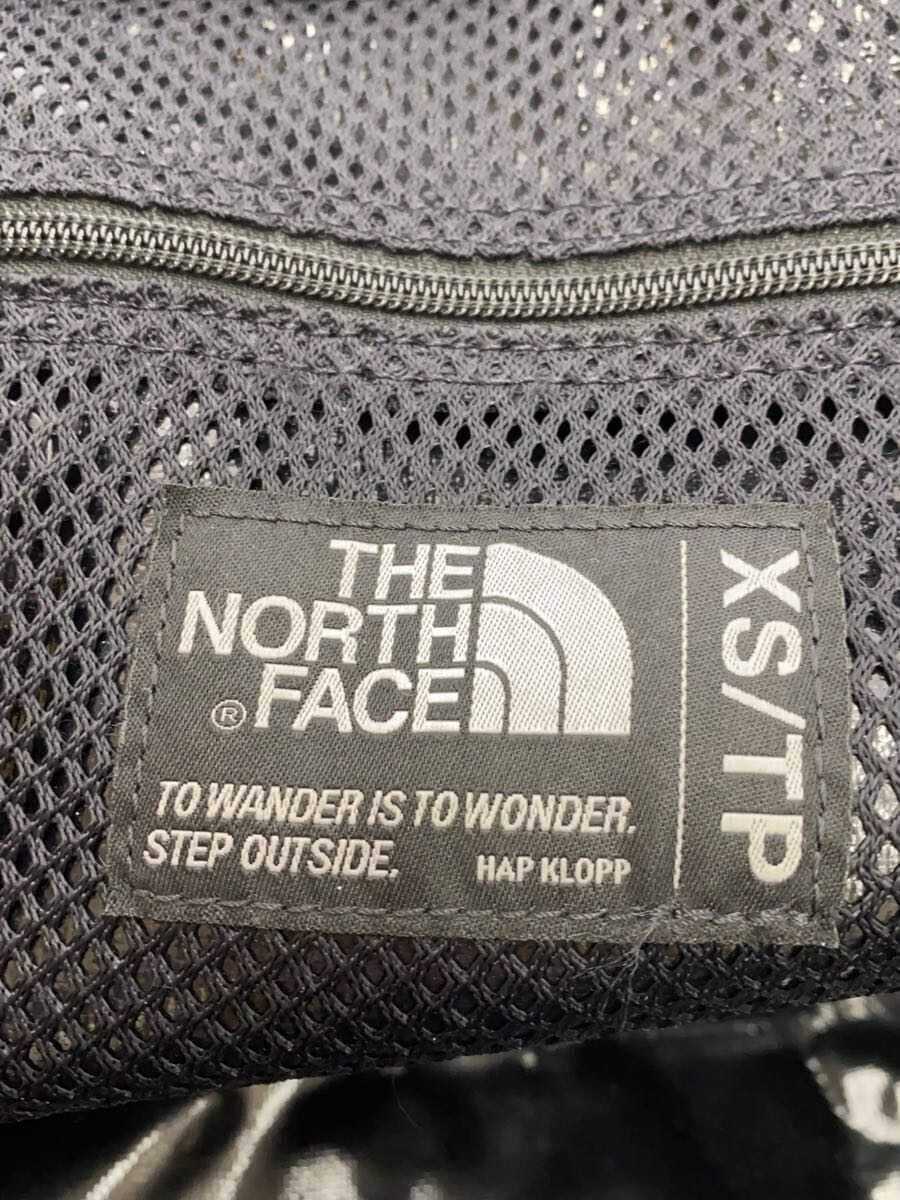 THE
NORTH
® FACE
TO WANDER IS TO WONDER.
STEP OUTSIDE.
HAP KLOPP
XS/TP